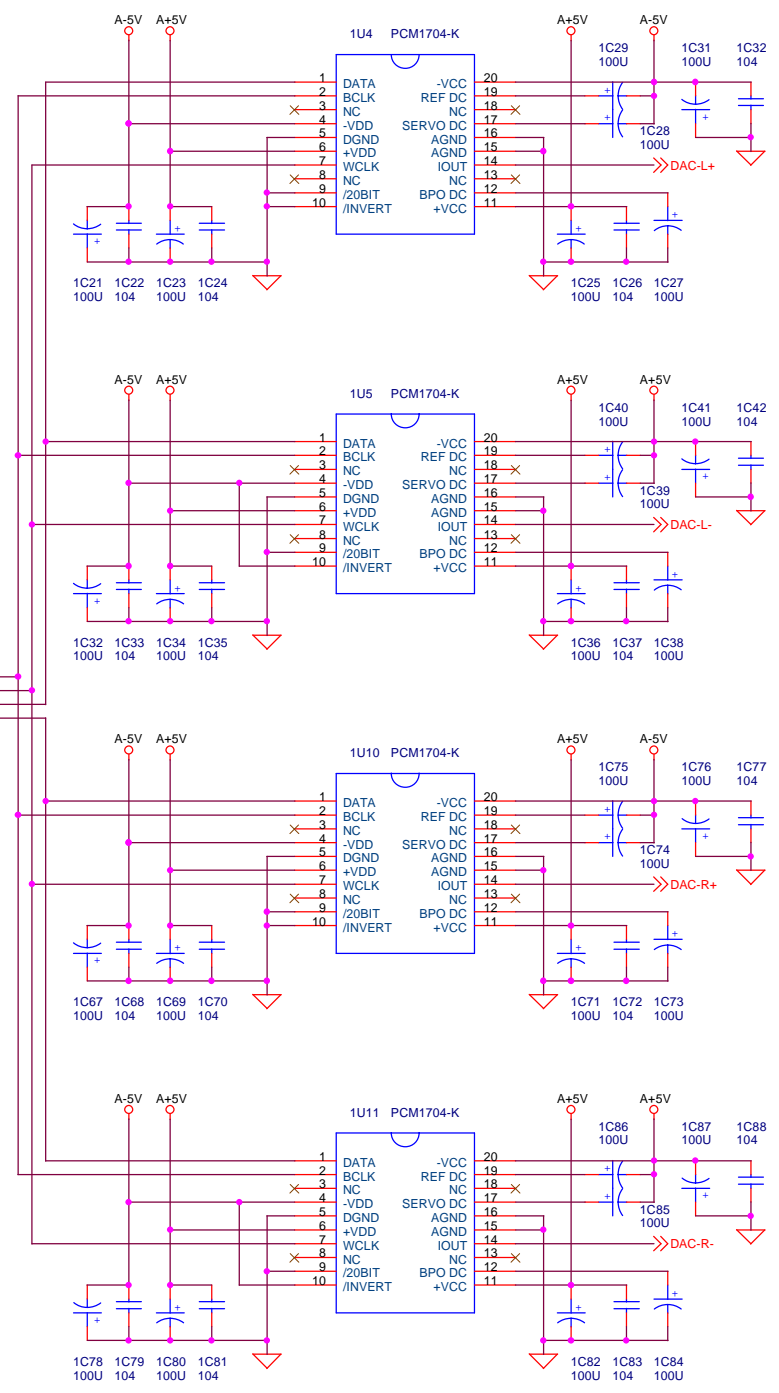 A-5V A+5V 1U4 PCM1704-K A+5V A-5V
1C29 1C31 1C32
100U 100U 104
1 DATA -VCC 20
2 BCLK REF DC 19
3 NC NC 18
4 -VDD SERVO DC 17
5 DGND AGND 16
6 +VDD AGND 15
7 WCLK IOUT 14
8 NC NC 13
9 /20BIT BPO DC 12
10 /INVERT +VCC 11
1C28
100U
DAC-L+
1C21 1C22 1C23 1C24 1C25 1C26 1C27
100U 104 100U 104 100U 104 100U
A-5V A+5V 1U5 PCM1704-K A+5V A+5V
1C40 1C41 1C42
100U 100U 104
1 DATA -VCC 20
2 BCLK REF DC 19
3 NC NC 18
4 -VDD SERVO DC 17
5 DGND AGND 16
6 +VDD AGND 15
7 WCLK IOUT 14
8 NC NC 13
9 /20BIT BPO DC 12
10 /INVERT +VCC 11
1C39
100U
DAC-L-
1C32 1C33 1C34 1C35 1C36 1C37 1C38
100U 104 100U 104 100U 104 100U
A-5V A+5V 1U10 PCM1704-K A+5V A-5V
1C75 1C76 1C77
100U 100U 104
1 DATA -VCC 20
2 BCLK REF DC 19
3 NC NC 18
4 -VDD SERVO DC 17
5 DGND AGND 16
6 +VDD AGND 15
7 WCLK IOUT 14
8 NC NC 13
9 /20BIT BPO DC 12
10 /INVERT +VCC 11
1C74
100U
DAC-R+
1C67 1C68 1C69 1C70 1C71 1C72 1C73
100U 104 100U 104 100U 104 100U
A-5V A+5V 1U11 PCM1704-K A+5V A+5V
1C86 1C87 1C88
100U 100U 104
1 DATA -VCC 20
2 BCLK REF DC 19
3 NC NC 18
4 -VDD SERVO DC 17
5 DGND AGND 16
6 +VDD AGND 15
7 WCLK IOUT 14
8 NC NC 13
9 /20BIT BPO DC 12
10 /INVERT +VCC 11
1C85
100U
DAC-R-
1C78 1C79 1C80 1C81 1C82 1C83 1C84
100U 104 100U 104 100U 104 100U